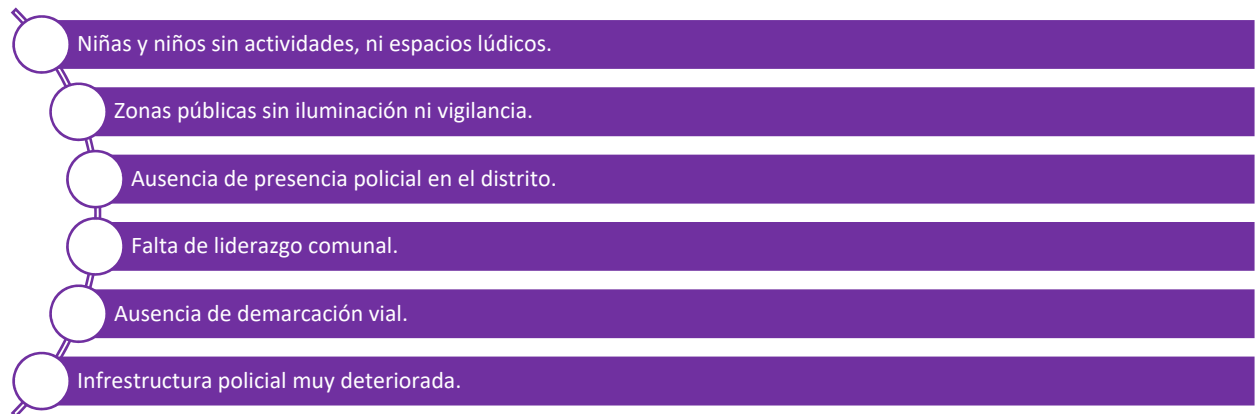 Niñas y niños sin actividades, ni espacios lúdicos.
Zonas públicas sin iluminación ni vigilancia.
Ausencia de presencia policial en el distrito.
Falta de liderazgo comunal.
Ausencia de demarcación vial.
Infrestructura policial muy deteriorada.